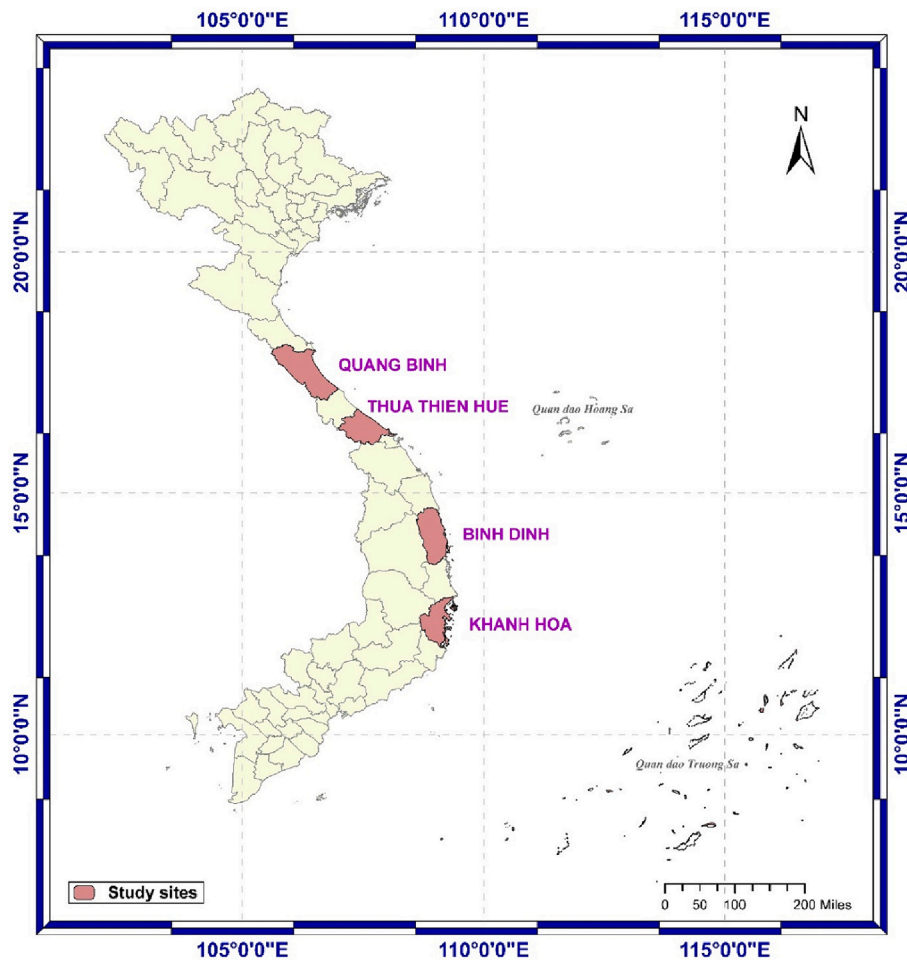 105°0'0"E 110°0'0"E 115°0'0"E
N
20°0'0"N 20°0'0"N
QUANG BINH
THUA THIEN HUE
Quan dao Hoang Sa
15°0'0"N 15°0'0"N
BINH DINH
KHANH HOA
10°0'0"N 10°0'0"N
Quan dao Truong Sa
Study sites
0 50 100 200 Miles
105°0'0"E 110°0'0"E 115°0'0"E